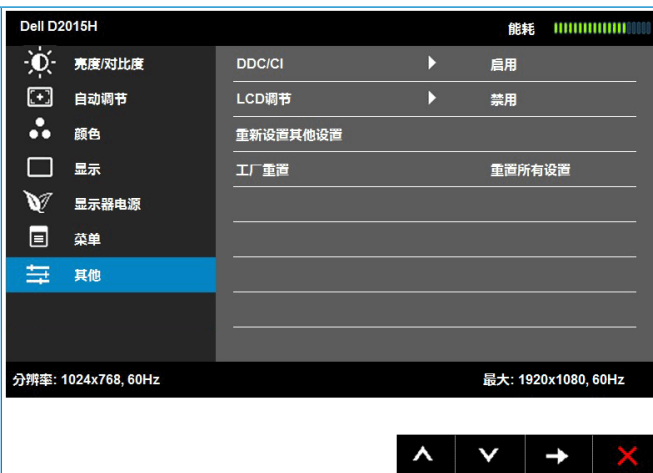 Dell D2015H
能耗
亮度/对比度
DDC/CI
启用
自动调节
LCD调节
禁用
颜色
重新设置其他设置
显示
工厂重置
重置所有设置
显示器电源
菜单
其他
分辨率: 1024x768, 60Hz
最大: 1920x1080, 60Hz